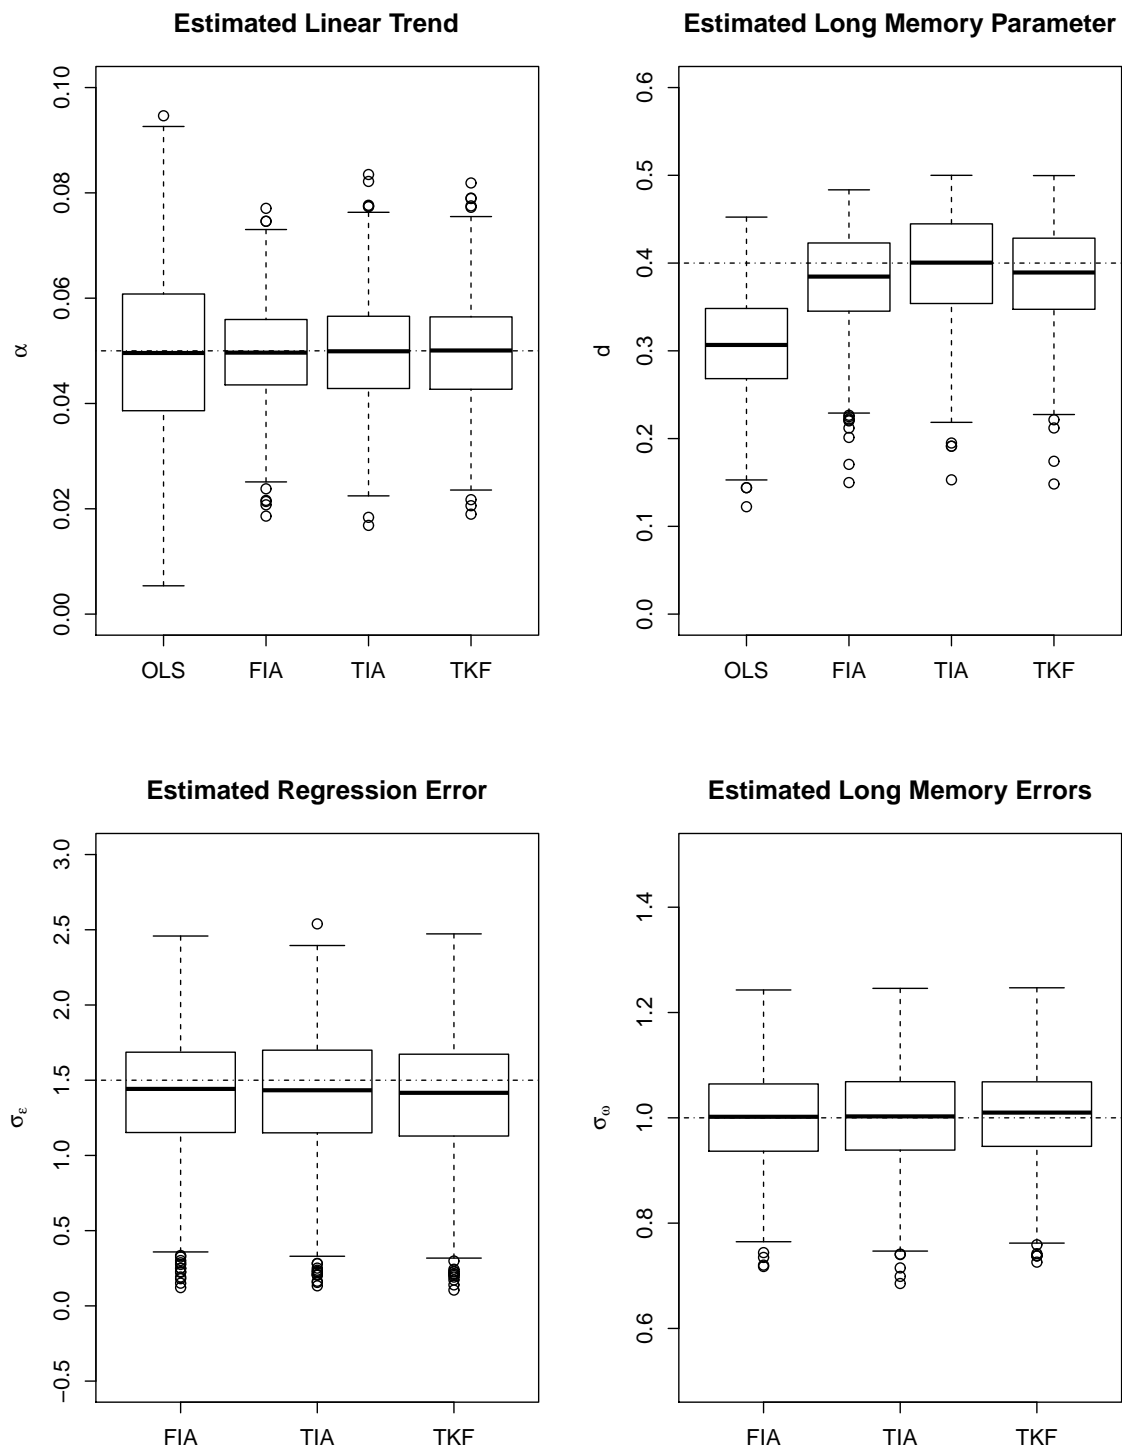 Estimated Linear Trend
α
0.10
0.08
0.06
0.04
0.02
0.00
OLS FIA TIA TKF
Estimated Long Memory Parameter
d
0.6
0.5
0.4
0.3
0.2
0.1
0.0
OLS FIA TIA TKF
Estimated Regression Error
σε
3.0
2.5
2.0
1.5
1.0
0.5
0.0
−0.5
FIA TIA TKF
Estimated Long Memory Errors
σω
1.4
1.2
1.0
0.8
0.6
FIA TIA TKF